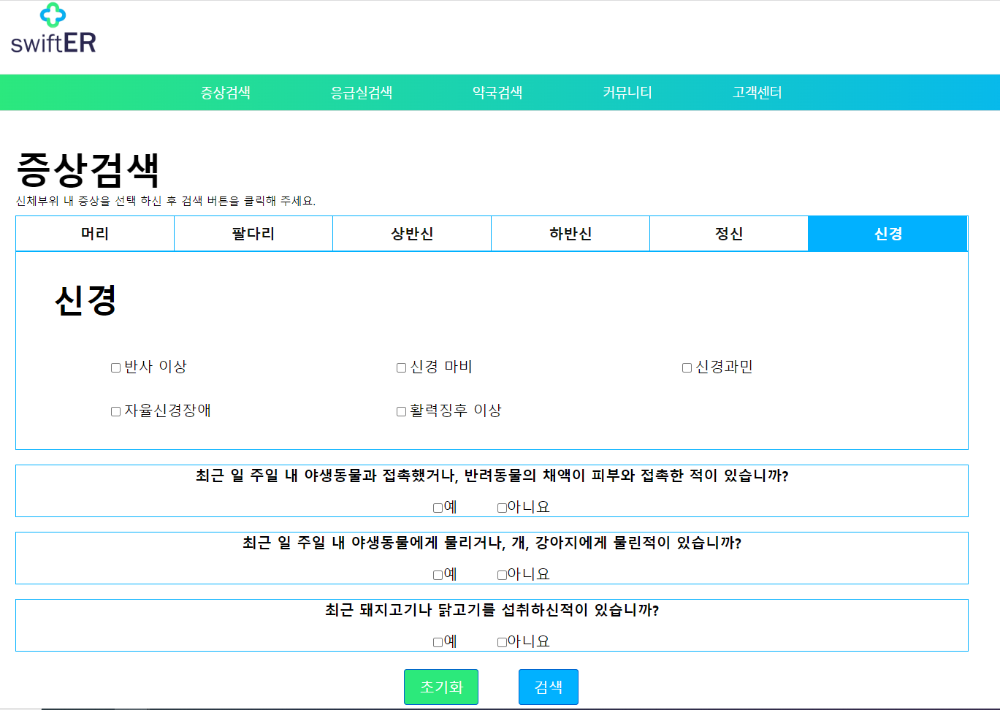 swiftER
증상검색 응급실검색 약국검색 커뮤니티 고객센터
증상검색
신체부위 내 증상을 선택 하신 후 검색 버튼을 클릭해 주세요.
머리 팔다리 상반신 하반신 정신 신경
신경
반사 이상 신경 마비 신경과민
자율신경장애 활력징후 이상
최근 일 주일 내 야생동물과 접촉했거나, 반려동물의 채액이 피부와 접촉한 적이 있습니까?
예 아니요
최근 일 주일 내 야생동물에게 물리거나, 개, 강아지에게 물린적이 있습니까?
예 아니요
최근 돼지고기나 닭고기를 섭취하신적이 있습니까?
예 아니요
초기화 검색